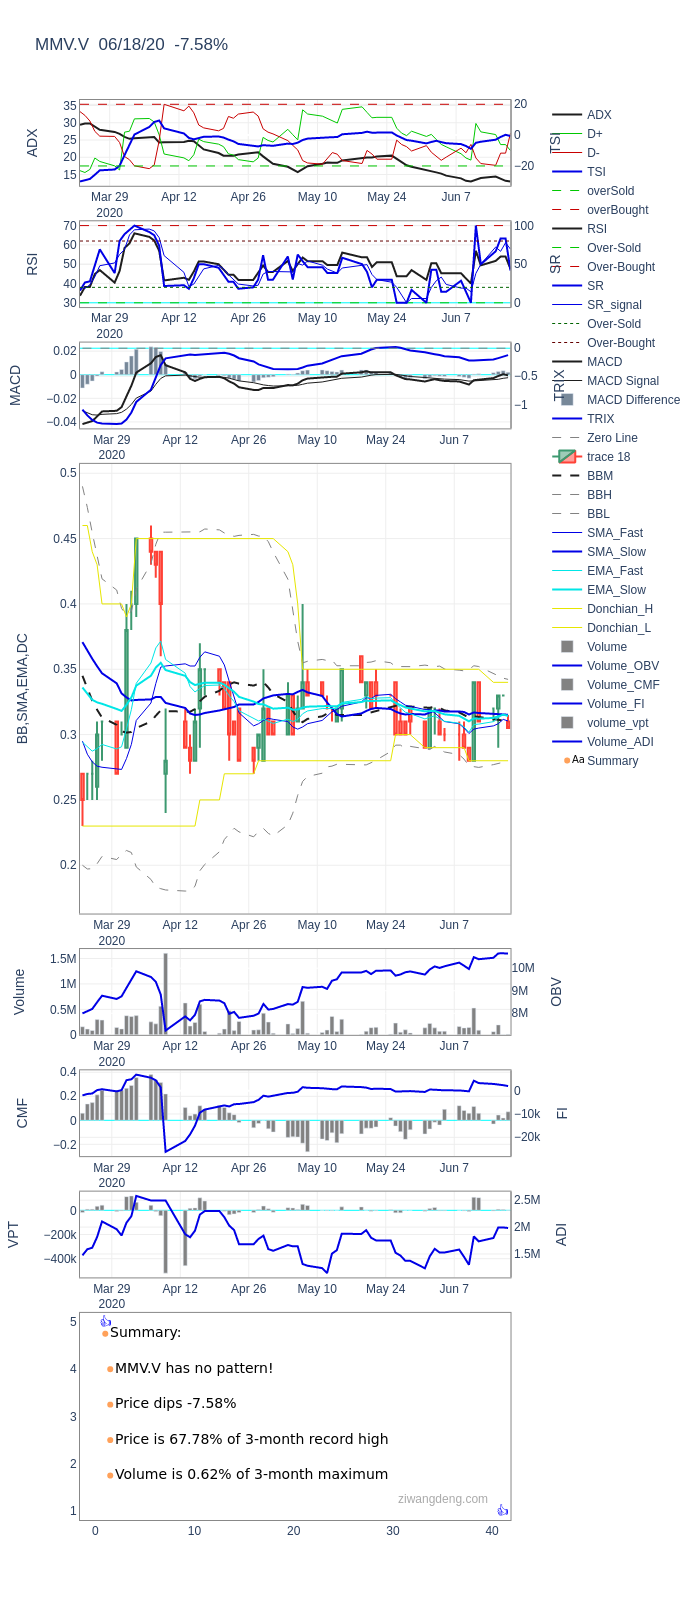 MMV.V  06/18/20  -7.58%
ADX
35
30
25
20
15
20
0
−20
TSI
Mar 29
2020
Apr 12
Apr 26
May 10
May 24
Jun 7
RSI
70
60
50
40
30
100
50
0
SR
Mar 29
2020
Apr 12
Apr 26
May 10
May 24
Jun 7
MACD
0.02
0
−0.02
−0.04
0
−0.5
−1
TRIX
Mar 29
2020
Apr 12
Apr 26
May 10
May 24
Jun 7
BB,SMA,EMA,DC
0.5
0.45
0.4
0.35
0.3
0.25
0.2
Mar 29
2020
Apr 12
Apr 26
May 10
May 24
Jun 7
Volume
1.5M
1M
0.5M
0
10M
9M
8M
OBV
Mar 29
2020
Apr 12
Apr 26
May 10
May 24
Jun 7
CMF
0.4
0.2
0
−0.2
0
−10k
−20k
FI
Mar 29
2020
Apr 12
Apr 26
May 10
May 24
Jun 7
VPT
0
−200k
−400k
2.5M
2M
1.5M
ADI
Mar 29
2020
Apr 12
Apr 26
May 10
May 24
Jun 7
5
4
3
2
1
👍
Summary:
MMV.V has no pattern!
Price dips -7.58%
Price is 67.78% of 3-month record high
Volume is 0.62% of 3-month maximum
ziwangdeng.com
👍
0
10
20
30
40
ADX
D+
D-
TSI
overSold
overBought
RSI
Over-Sold
Over-Bought
SR
SR_signal
Over-Sold
Over-Bought
MACD
MACD Signal
MACD Difference
TRIX
Zero Line
trace 18
BBM
BBH
BBL
SMA_Fast
SMA_Slow
EMA_Fast
EMA_Slow
Donchian_H
Donchian_L
Volume
Volume_OBV
Volume_CMF
Volume_FI
volume_vpt
Volume_ADI
Aa Summary